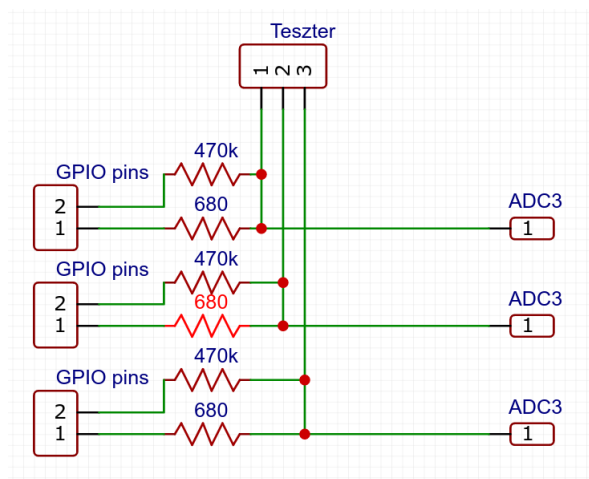 Teszter
1 2 3
470k
GPIO pins
680
2
1
ADC3
1
470k
GPIO pins
680
2
1
ADC3
1
470k
GPIO pins
680
2
1
ADC3
1